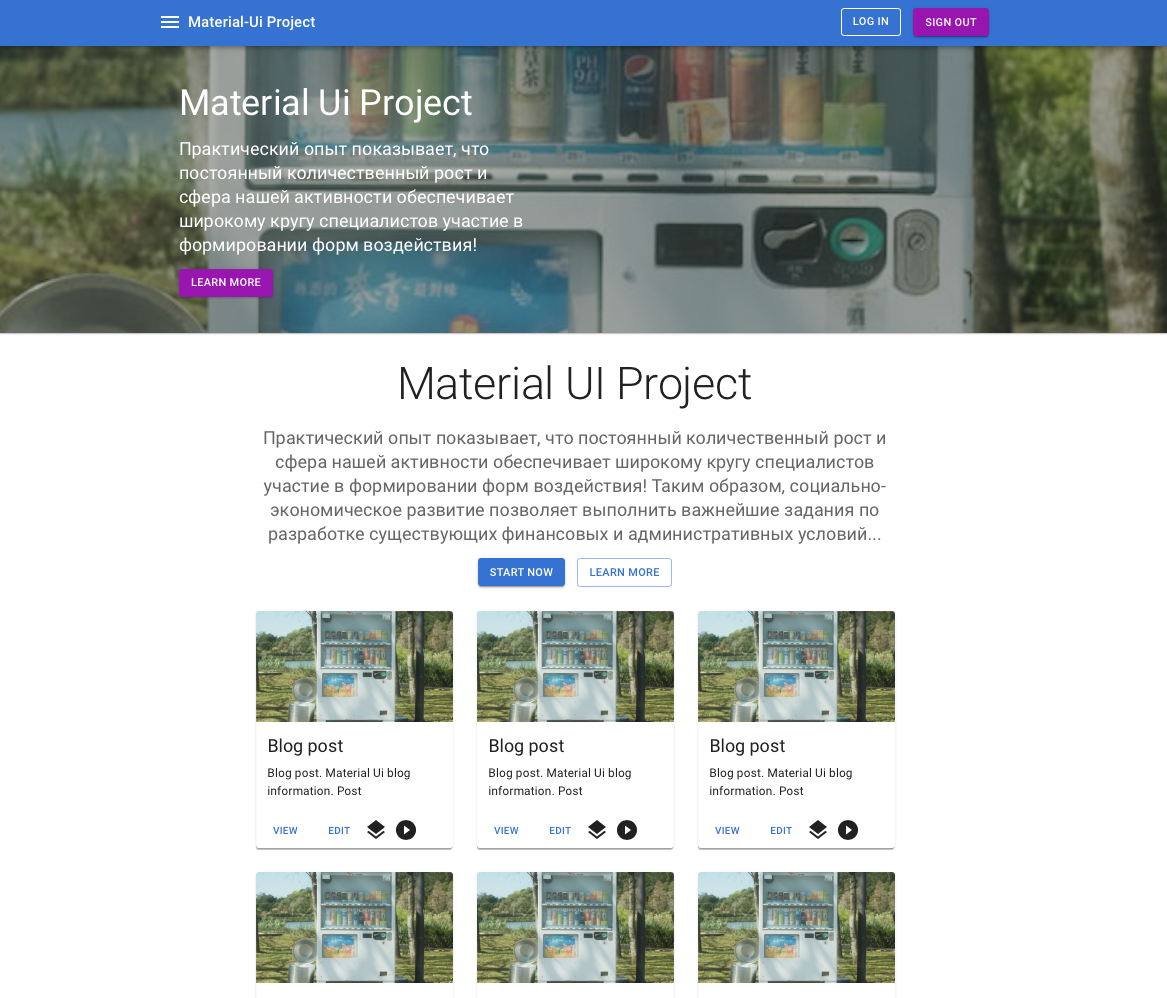 Material-Ui Project
LOG IN
SIGN OUT
Material Ui Project
Практический опыт показывает, что
постоянный количественный рост и
сфера нашей активности обеспечивает
широкому кругу специалистов участие в
формировании форм воздействия!
LEARN MORE
Material UI Project
Практический опыт показывает, что постоянный количественный рост и
сфера нашей активности обеспечивает широкому кругу специалистов
участие в формировании форм воздействия! Таким образом, социально-
экономическое развитие позволяет выполнить важнейшие задания по
разработке существующих финансовых и административных условий...
START NOW
LEARN MORE
Blog post
Blog post. Material Ui blog
information. Post
VIEW
EDIT
Blog post
Blog post. Material Ui blog
information. Post
VIEW
EDIT
Blog post
Blog post. Material Ui blog
information. Post
VIEW
EDIT